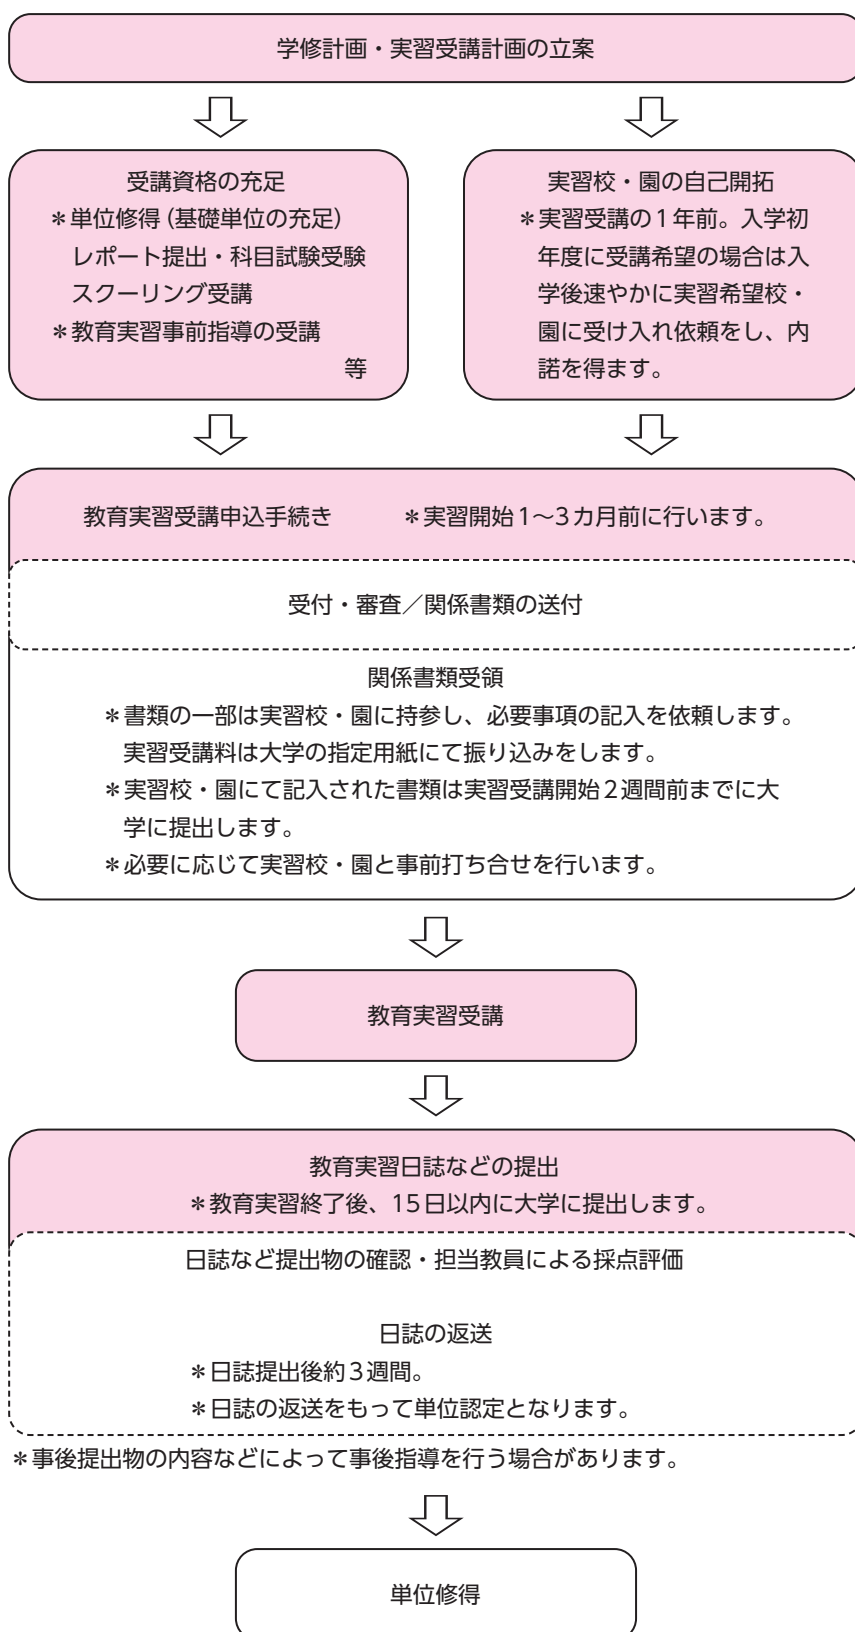 学修計画・実習受講計画の立案
受講資格の充足
＊単位修得（基礎単位の充足）
レポート提出・科目試験受験
スクーリング受講
＊教育実習事前指導の受講
等
実習校・園の自己開拓
＊実習受講の1年前。入学初
年度に受講希望の場合は入
学後速やかに実習希望校・
園に受け入れ依頼をし、内
諾を得ます。
教育実習受講申込手続き　＊実習開始1〜3カ月前に行います。
受付・審査／関係書類の送付
関係書類受領
＊書類の一部は実習校・園に持参し、必要事項の記入を依頼します。
実習受講料は大学の指定用紙にて振り込みをします。
＊実習校・園にて記入された書類は実習受講開始2週間前までに大
学に提出します。
＊必要に応じて実習校・園と事前打ち合せを行います。
教育実習受講
教育実習日誌などの提出
＊教育実習終了後、15日以内に大学に提出します。
日誌など提出物の確認・担当教員による採点評価
日誌の返送
＊日誌提出後約3週間。
＊日誌の返送をもって単位認定となります。
＊事後提出物の内容などによって事後指導を行う場合があります。
単位修得